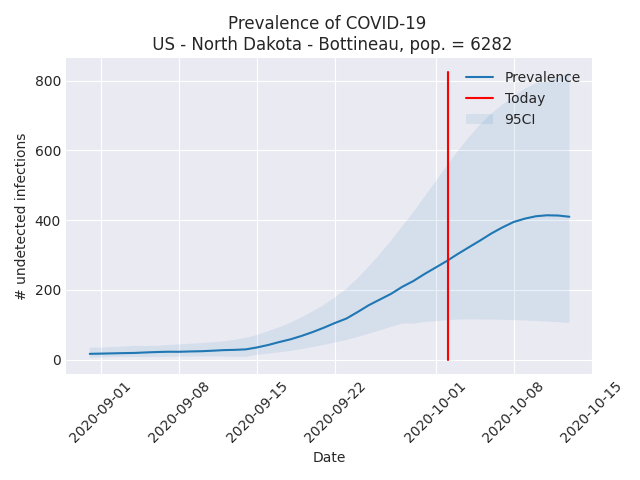 Prevalence of COVID-19
US - North Dakota - Bottineau, pop. = 6282
Prevalence
Today
95CI
800
600
400
200
0
# undetected infections
2020-09-01
2020-09-08
2020-09-15
2020-09-22
2020-10-01
2020-10-08
2020-10-15
Date